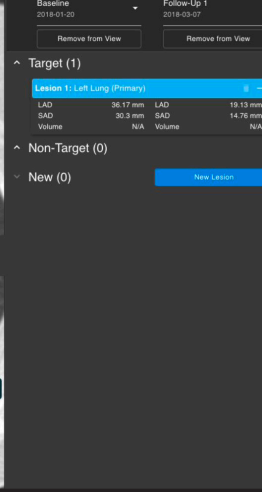 Baseline Follow-Up 1
2018-01-20 2018-03-07
Remove from View Remove from View
Target (1)
Lesion 1: Left Lung (Primary)
LAD 36.17 mm LAD 19.13 mm
SAD 30.3 mm SAD 14.76 mm
Volume N/A Volume N/A
Non-Target (0)
New (0) New Lesion